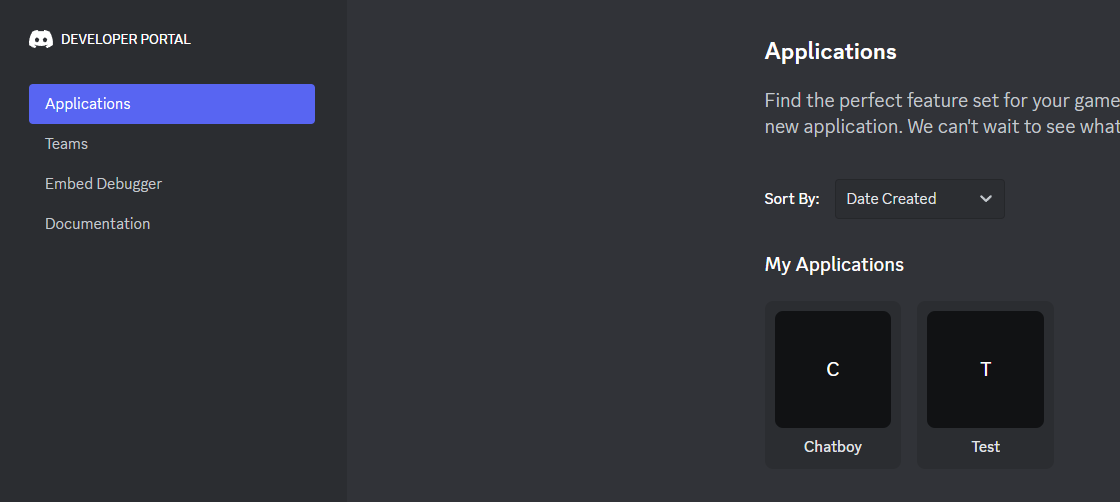 DEVELOPER PORTAL
Applications
Teams
Embed Debugger
Documentation
Applications
Find the perfect feature set for your game
new application. We can't wait to see what
Sort By: Date Created
My Applications
C T
Chatboy Test